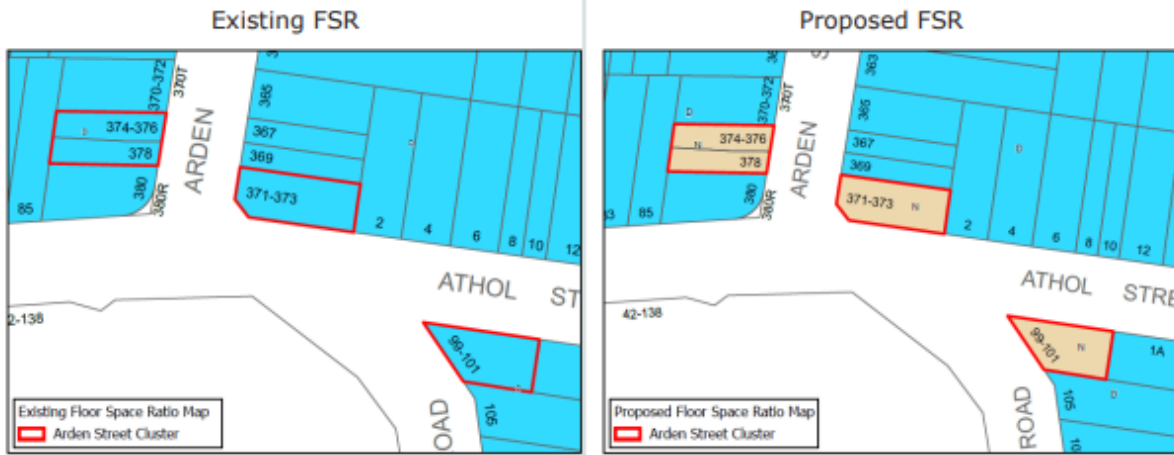 Existing FSR
370-372
370T
374-376
D
378
380
380R
85
ARDEN
365
367
369
371-373
D
2
4
6
8
10
12
ATHOL ST
2-138
99-101
105
OAD
Existing Floor Space Ratio Map
Arden Street Cluster
Proposed FSR
S
363
370-372
370T
D
374-376
N
378
380
380R
85
ARDEN
365
367
369
371-373
N
D
2
4
6
8
10
12
ATHOL STRE
42-138
99-101
N
1A
D
105
ROAD
Proposed Floor Space Ratio Map
Arden Street Cluster